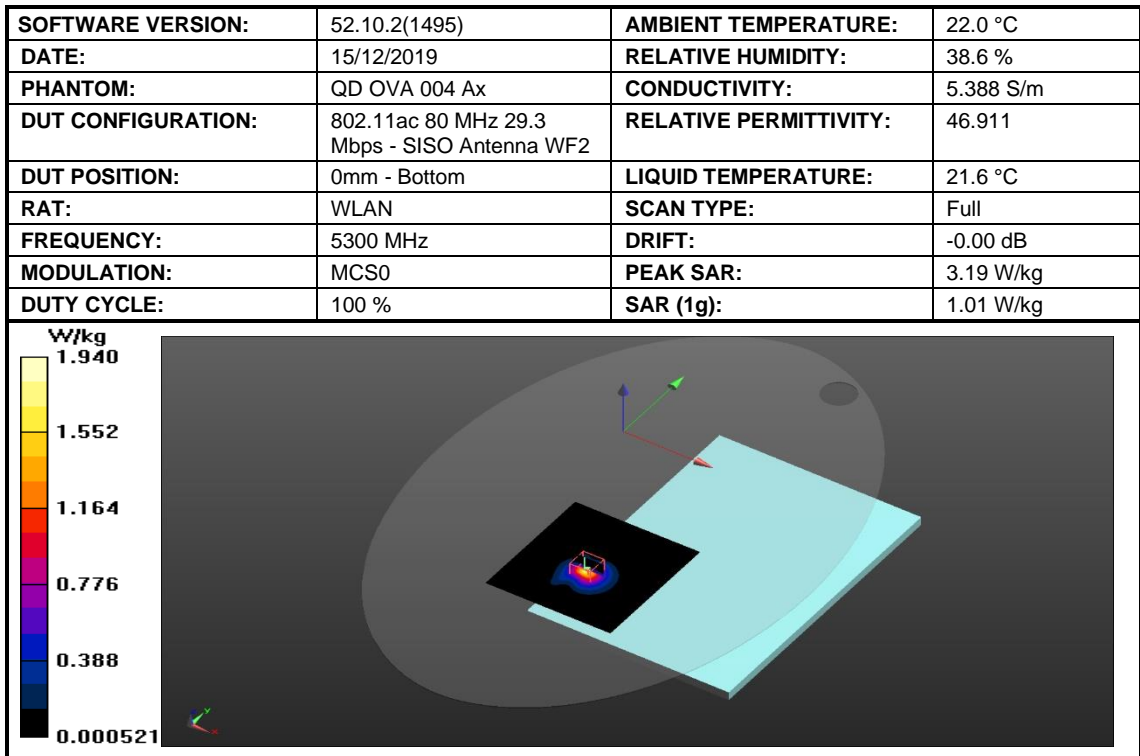 SOFTWARE VERSION: 52.10.2(1495) AMBIENT TEMPERATURE: 22.0 °C
DATE: 15/12/2019 RELATIVE HUMIDITY: 38.6 %
PHANTOM: QD OVA 004 Ax CONDUCTIVITY: 5.388 S/m
DUT CONFIGURATION: 802.11ac 80 MHz 29.3 RELATIVE PERMITTIVITY: 46.911
Mbps - SISO Antenna WF2
DUT POSITION: 0mm - Bottom LIQUID TEMPERATURE: 21.6 °C
RAT: WLAN SCAN TYPE: Full
FREQUENCY: 5300 MHz DRIFT: -0.00 dB
MODULATION: MCS0 PEAK SAR: 3.19 W/kg
DUTY CYCLE: 100 % SAR (1g): 1.01 W/kg
W/kg
1.940
1.552
1.164
0.776
0.388
0.000521